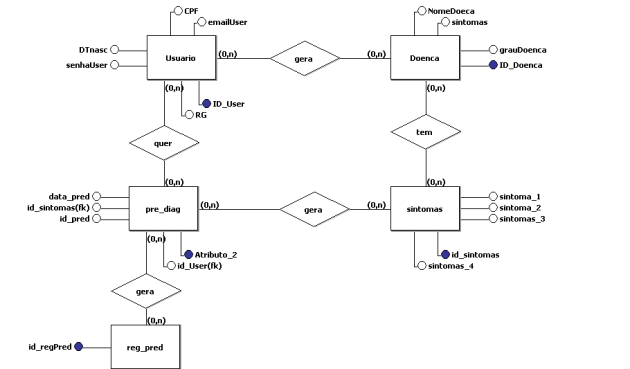 CPF
emailUser
DTnasc
senhaUser
Usuario
(0,n)
gera
(0,n)
NomeDoeca
sintomas
Doenca
grauDoenca
ID_Doenca
(0,n)
ID_User
RG
(0,n)
quer
tem
(0,n)
(0,n)
data_pred
id_sintomas(fk)
id_pred
pre_diag
(0,n)
gera
(0,n)
sintomas
sintoma_1
sintoma_2
sintomas_3
(0,n)
Atributo_2
id_User(fk)
id_sintomas
sintomas_4
gera
(0,n)
id_regPred
reg_pred